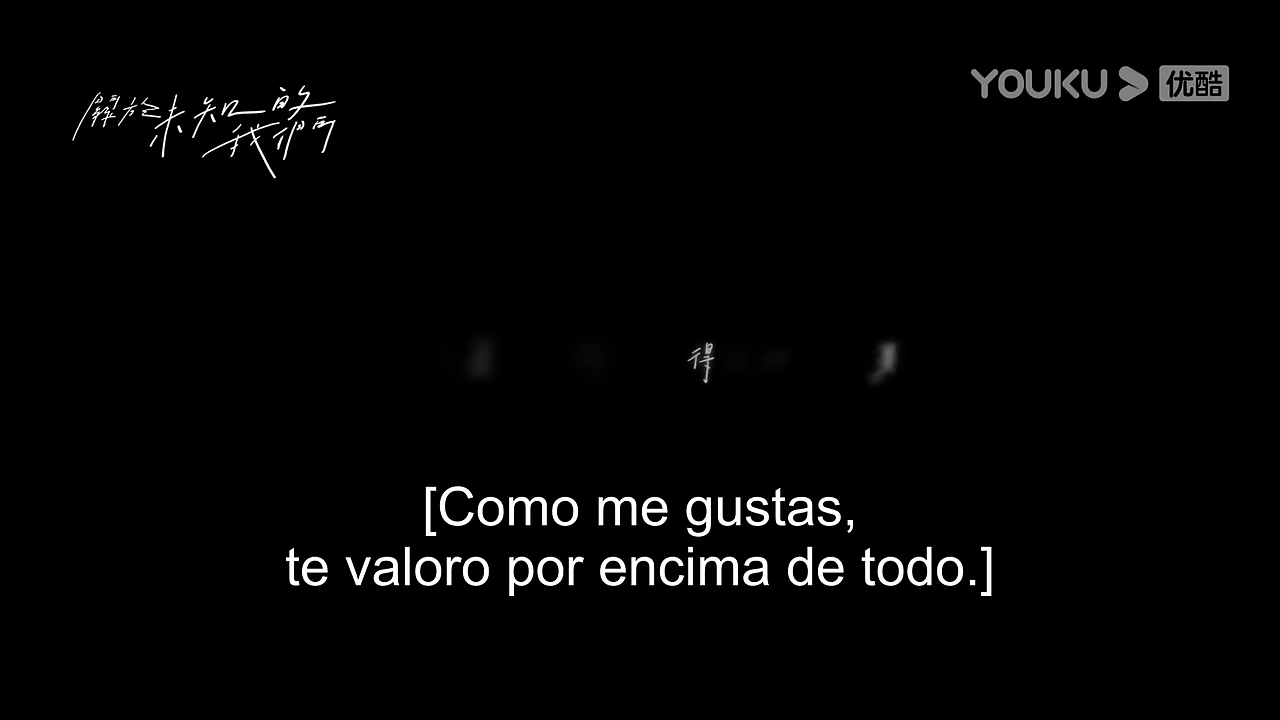 關於未知的
我們
YOUKU 优酷
得
[Como me gustas,
te valoro por encima de todo.]